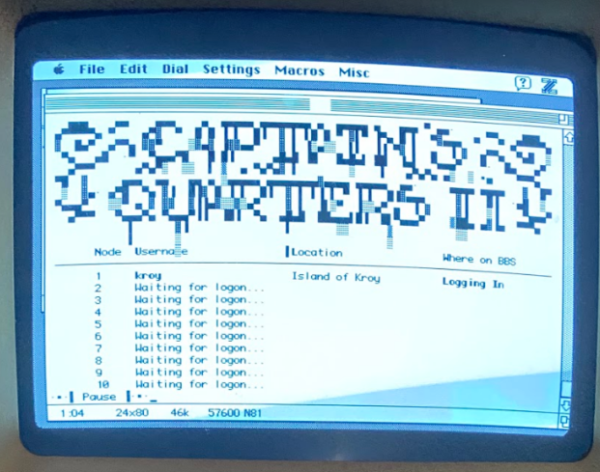 File Edit Dial Settings Macros Misc
CAPTAIN'S
QUARTERS II
Node Username Location Where on BBS
1 kroy Island of Kroy Logging In
2 Waiting for logon...
3 Waiting for logon...
4 Waiting for logon...
5 Waiting for logon...
6 Waiting for logon...
7 Waiting for logon...
8 Waiting for logon...
9 Waiting for logon...
10 Waiting for logon...
Pause
1:04 24x80 46k 57600 N81